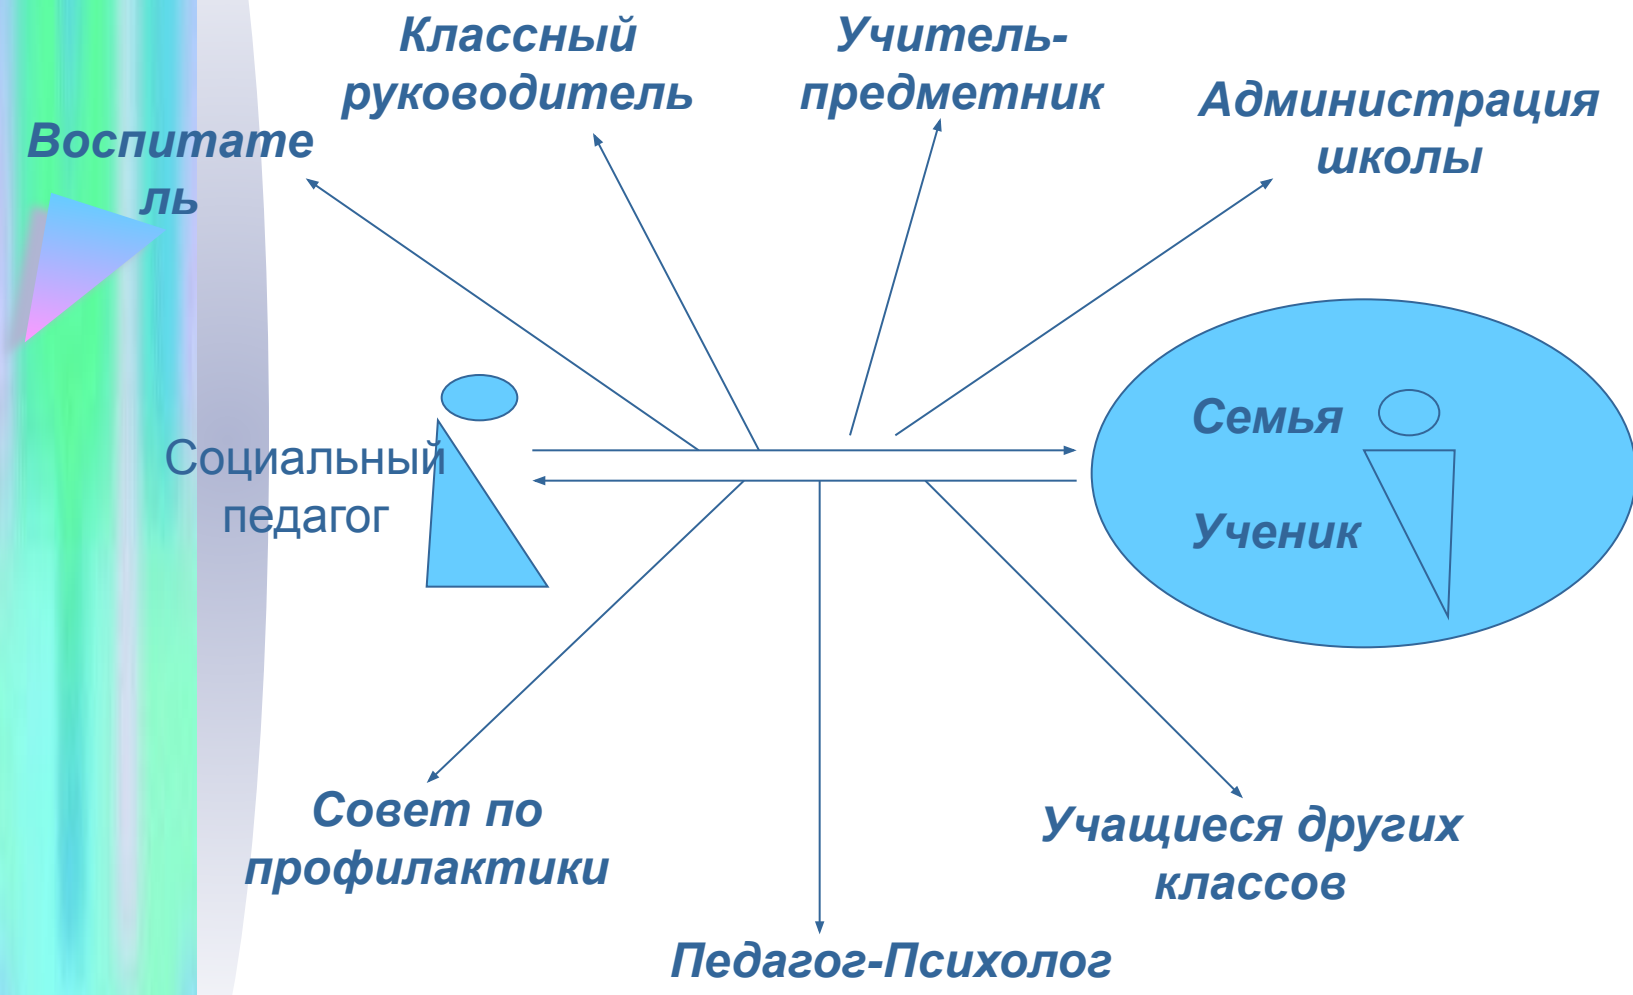 Классный
руководитель
Учитель-
предметник
Администрация
школы
Воспитате
ль
Социальный
педагог
Семья
Ученик
Совет по
профилактики
Учащиеся других
классов
Педагог-Психолог